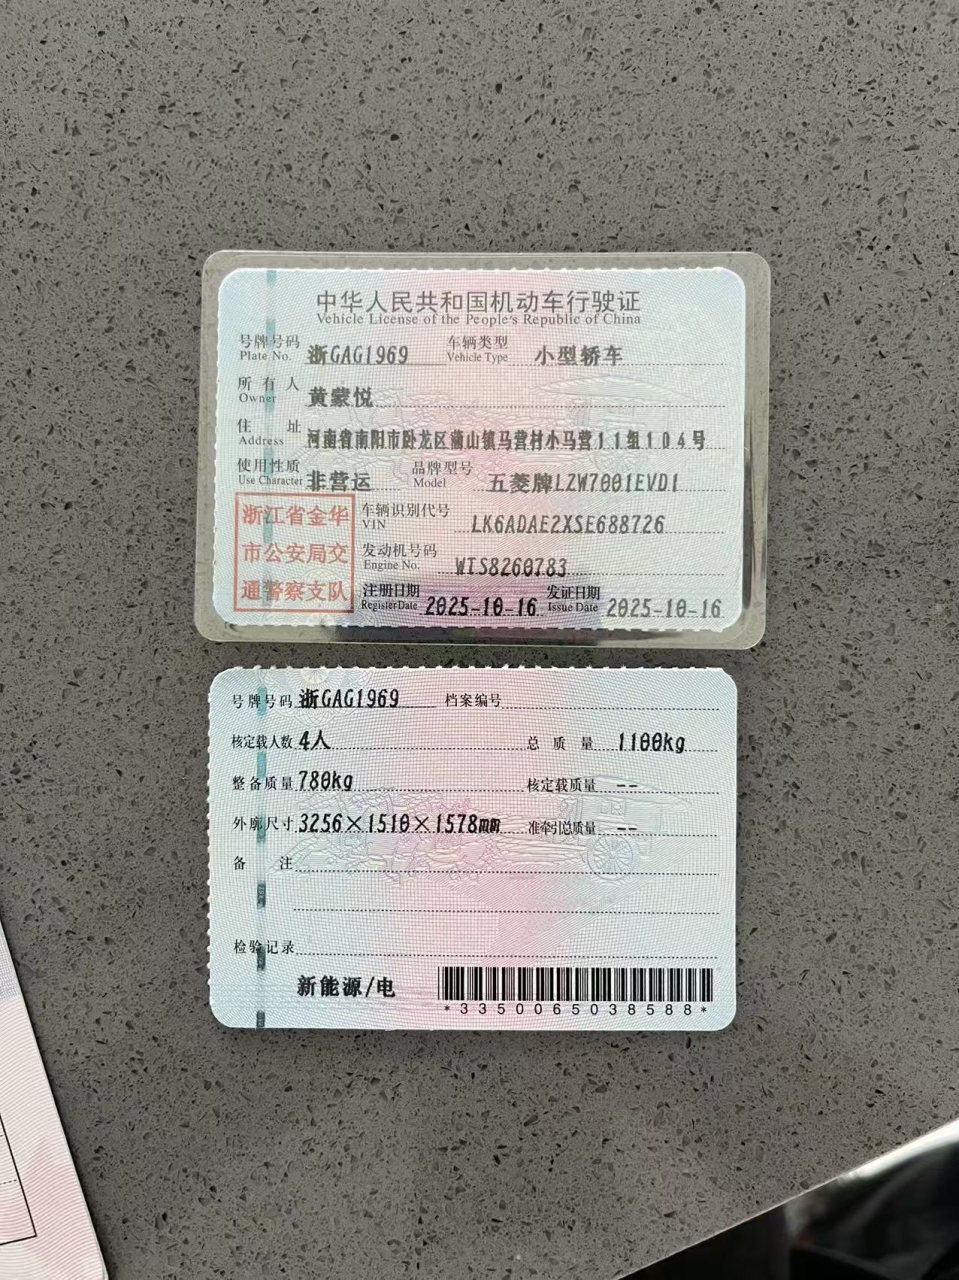 中华人民共和国机动车行驶证
Vehicle License of the People's Republic of China
号牌号码 浙GAG1969 车辆类型 小型轿车
Plate No. Vehicle Type
所有人 黄蒙悦
Owner
住址 河南省南阳市卧龙区蒲山镇马营村小马营11组104号
Address
使用性质 非营运 品牌型号 五菱牌LZW7001EVD1
Use Character Model
浙江省金华
市公安局交
通警察支队
车辆识别代号 LK6ADAE2XSE688726
VIN
发动机号码 WTS8260783
Engine No.
注册日期 2025-10-16 发证日期 2025-10-16
Register Date Issue Date
号牌号码 浙GAG1969 档案编号
核定载人数 4人 总质量 1100kg
整备质量 780kg 核定载质量 --
外廓尺寸 3256×1510×1578mm 准牵引总质量 --
备注
检验记录
新能源/电
*3350065038588*